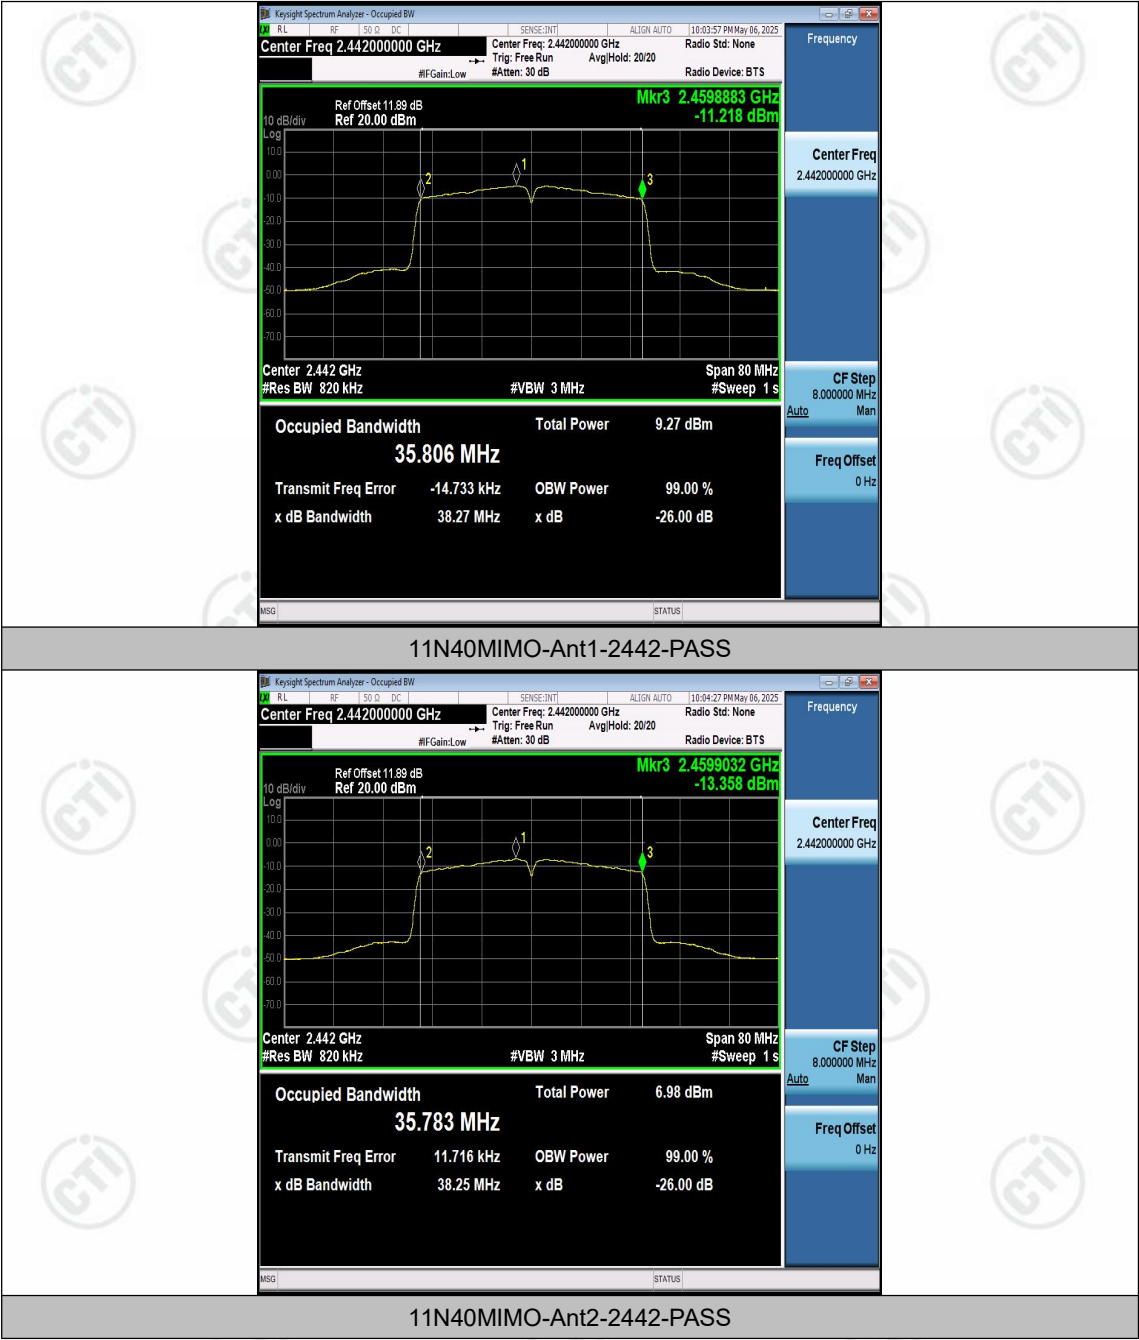 Keysight Spectrum Analyzer - Occupied BW
RL RF 50 Ω DC SENSE:INT ALIGN AUTO 10:03:57 PM May 06, 2025
Center Freq 2.442000000 GHz
Center Freq: 2.442000000 GHz Radio Std: None
Trig: Free Run Avg|Hold: 20/20
#IFGain:Low #Atten: 30 dB Radio Device: BTS
Frequency
Mkr3 2.4598883 GHz
-11.218 dBm
Ref Offset 11.89 dB
10 dB/div Ref 20.00 dBm
Log
10.0
0.00
-10.0
-20.0
-30.0
-40.0
-50.0
-60.0
-70.0
1
2
3
Center Freq
2.442000000 GHz
Center 2.442 GHz Span 80 MHz
#Res BW 820 kHz #VBW 3 MHz #Sweep 1 s
CF Step
8.000000 MHz
Auto Man
Occupied Bandwidth Total Power 9.27 dBm
35.806 MHz
Freq Offset
0 Hz
Transmit Freq Error -14.733 kHz OBW Power 99.00 %
x dB Bandwidth 38.27 MHz x dB -26.00 dB
MSG STATUS
11N40MIMO-Ant1-2442-PASS
Keysight Spectrum Analyzer - Occupied BW
RL RF 50 Ω DC SENSE:INT ALIGN AUTO 10:04:27 PM May 06, 2025
Center Freq 2.442000000 GHz
Center Freq: 2.442000000 GHz Radio Std: None
Trig: Free Run Avg|Hold: 20/20
#IFGain:Low #Atten: 30 dB Radio Device: BTS
Frequency
Mkr3 2.4599032 GHz
-13.358 dBm
Ref Offset 11.89 dB
10 dB/div Ref 20.00 dBm
Log
10.0
0.00
-10.0
-20.0
-30.0
-40.0
-50.0
-60.0
-70.0
1
2
3
Center Freq
2.442000000 GHz
Center 2.442 GHz Span 80 MHz
#Res BW 820 kHz #VBW 3 MHz #Sweep 1 s
CF Step
8.000000 MHz
Auto Man
Occupied Bandwidth Total Power 6.98 dBm
35.783 MHz
Freq Offset
0 Hz
Transmit Freq Error 11.716 kHz OBW Power 99.00 %
x dB Bandwidth 38.25 MHz x dB -26.00 dB
MSG STATUS
11N40MIMO-Ant2-2442-PASS
CTI